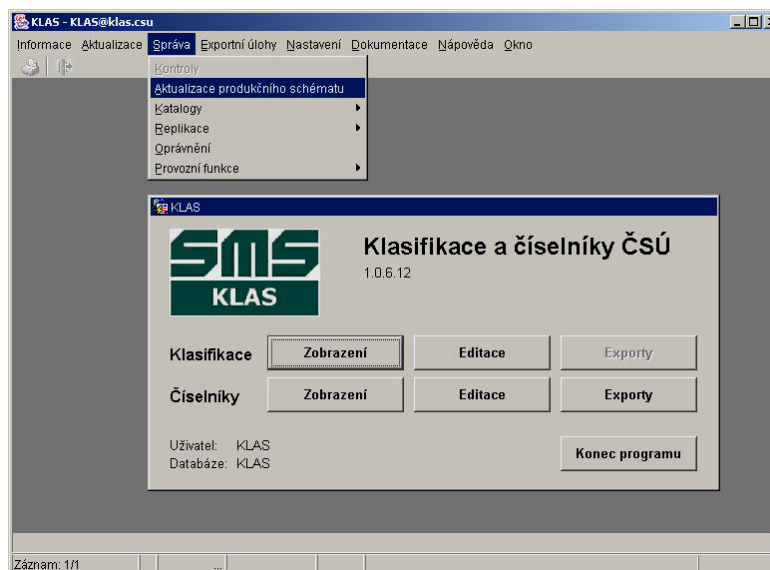 KLAS - KLAS@klas.csu
Informace Aktualizace Správa Exportní úlohy Nastavení Dokumentace Nápověda Okno
Kontroly
Aktualizace produkčního schématu
Katalogy
Replikace
Oprávnění
Provozní funkce
KLAS
SMS
KLAS
Klasifikace a číselníky ČSÚ
1.0.6.12
Klasifikace Zobrazení Editace Exporty
Číselníky Zobrazení Editace Exporty
Uživatel: KLAS
Databáze: KLAS
Konec programu
Záznam: 1/1 ...